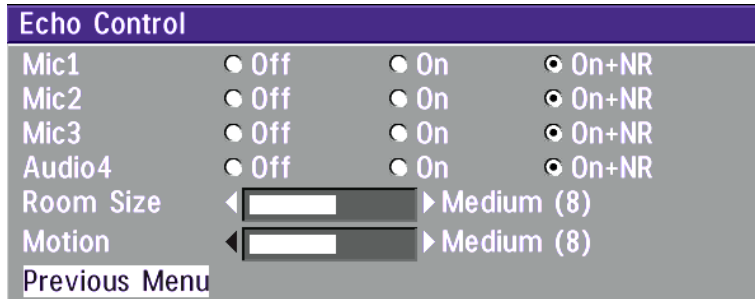 Echo Control
Mic1 Off On On+NR
Mic2 Off On On+NR
Mic3 Off On On+NR
Audio4 Off On On+NR
Room Size Medium (8)
Motion Medium (8)
Previous Menu